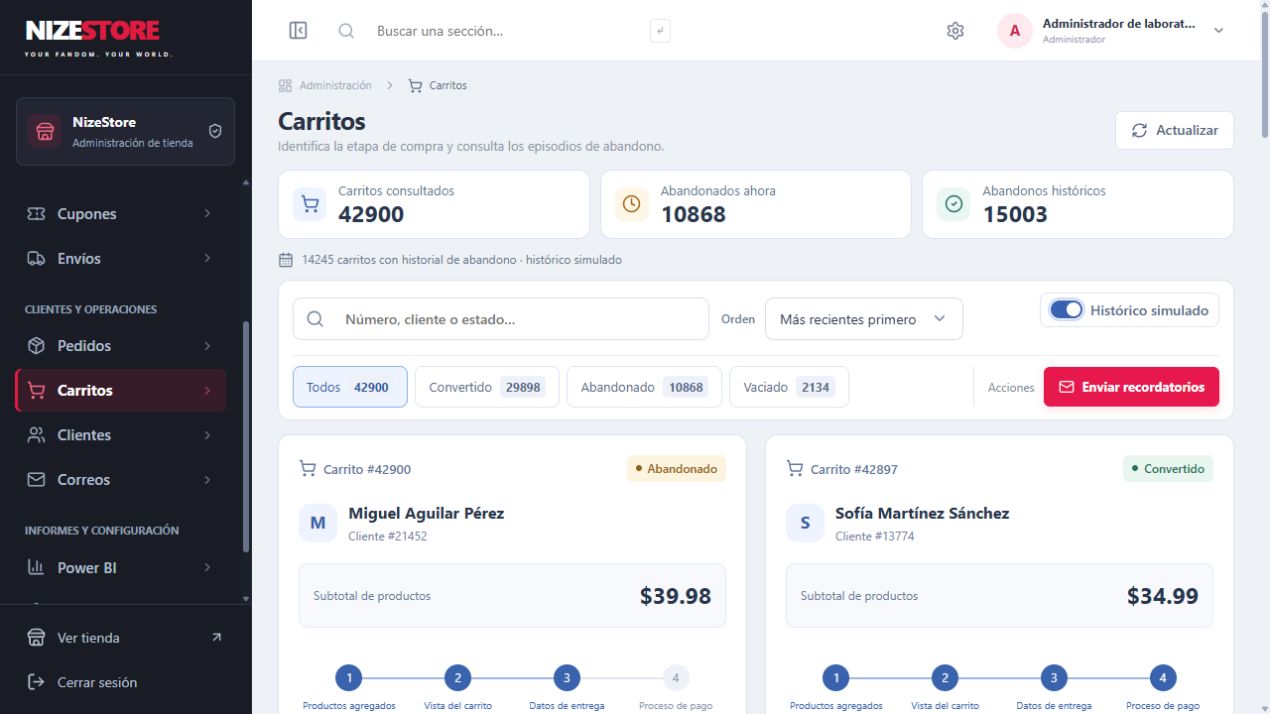 NIZESTORE
YOUR FANDOM. YOUR WORLD.
NizeStore
Administración de tienda
Cupones
Envíos
CLIENTES Y OPERACIONES
Pedidos
Carritos
Clientes
Correos
INFORMES Y CONFIGURACIÓN
Power BI
Ver tienda
Cerrar sesión
Buscar una sección...
A
Administrador de laborat...
Administrador
Administración
Carritos
Carritos
Identifica la etapa de compra y consulta los episodios de abandono.
Actualizar
Carritos consultados
42900
Abandonados ahora
10868
Abandonos históricos
15003
14245 carritos con historial de abandono · histórico simulado
Número, cliente o estado...
Orden
Más recientes primero
Histórico simulado
Todos 42900
Convertido 29898
Abandonado 10868
Vaciado 2134
Acciones
Enviar recordatorios
Carrito #42900
Abandonado
M
Miguel Aguilar Pérez
Cliente #21452
Subtotal de productos
$39.98
1 2 3 4
Productos agregados Vista del carrito Datos de entrega Proceso de pago
Carrito #42897
Convertido
S
Sofía Martínez Sánchez
Cliente #13774
Subtotal de productos
$34.99
1 2 3 4
Productos agregados Vista del carrito Datos de entrega Proceso de pago